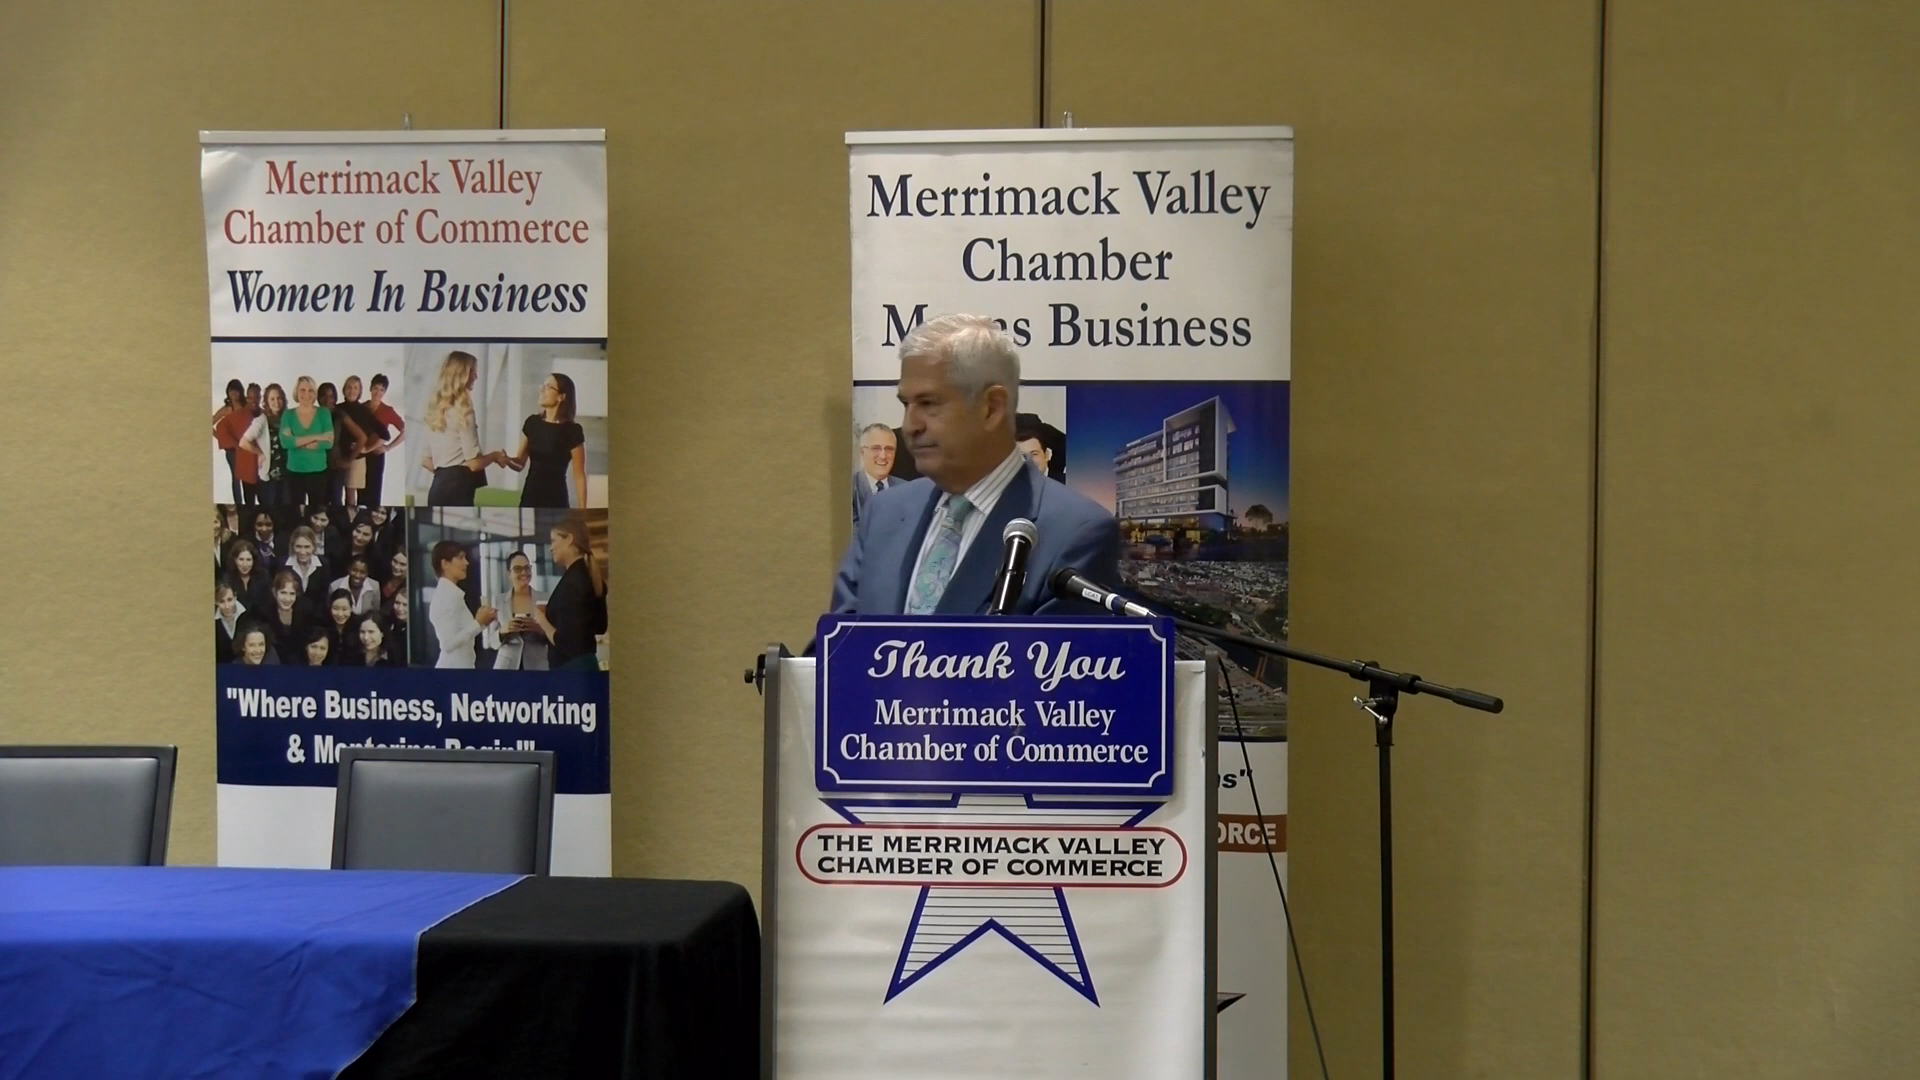 Merrimack Valley
Chamber of Commerce
Women In Business
"Where Business, Networking
&
Merrimack Valley
Chamber
Business
Thank You
Merrimack Valley
Chamber of Commerce
THE MERRIMACK VALLEY
CHAMBER OF COMMERCE